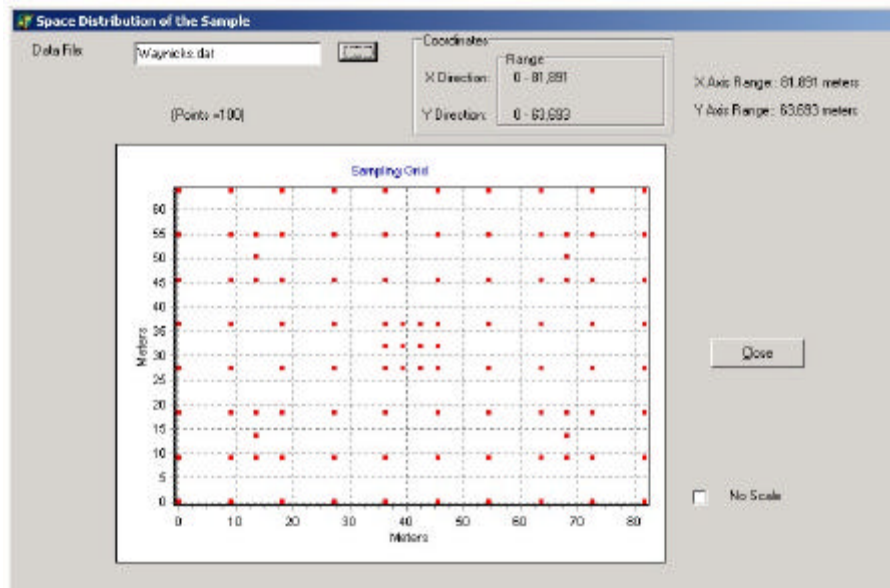 Space Distribution of the Sample
Data File:
Waynicks.dat
Coordinates
Range
X Direction: 0 - 81,891
Y Direction: 0 - 63,693
X Axis Range: 81.891 meters
Y Axis Range: 63,693 meters
(Points =100)
Sampling Grid
60
55
50
45
40
35
30
25
20
15
10
5
0
Meters
0 10 20 30 40 50 60 70 80
Meters
Close
No Scale